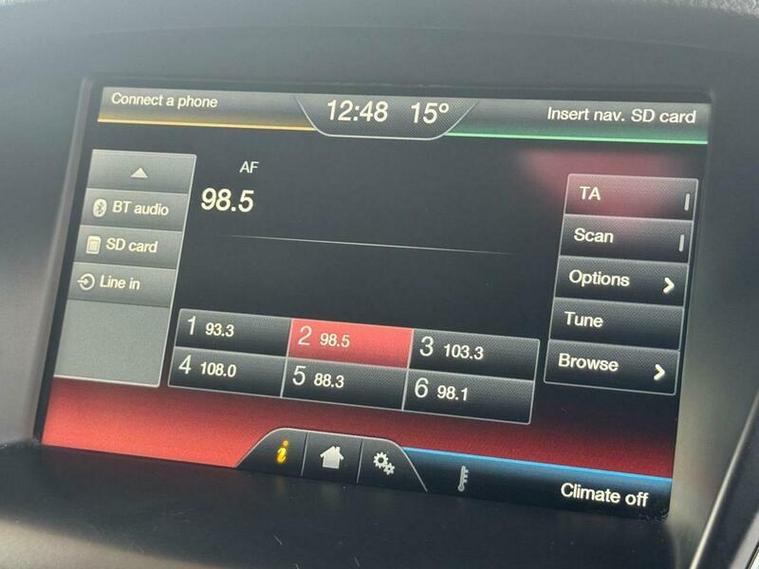 Connect a phone
12:48 15°
Insert nav. SD card
AF
98.5
BT audio
SD card
Line in
TA
Scan
Options
Tune
Browse
1 93.3
2 98.5
3 103.3
4 108.0
5 88.3
6 98.1
i
Climate off